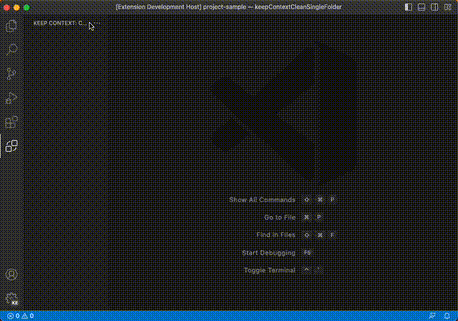 [Extension Development Host] project-sample — keepContextCleanSingleFolder
KEEP CONTEXT: C...
Show All Commands ⇧ ⌘ P
Go to File ⌘ P
Find in Files ⇧ ⌘ F
Start Debugging F5
Toggle Terminal ^ `
0 0